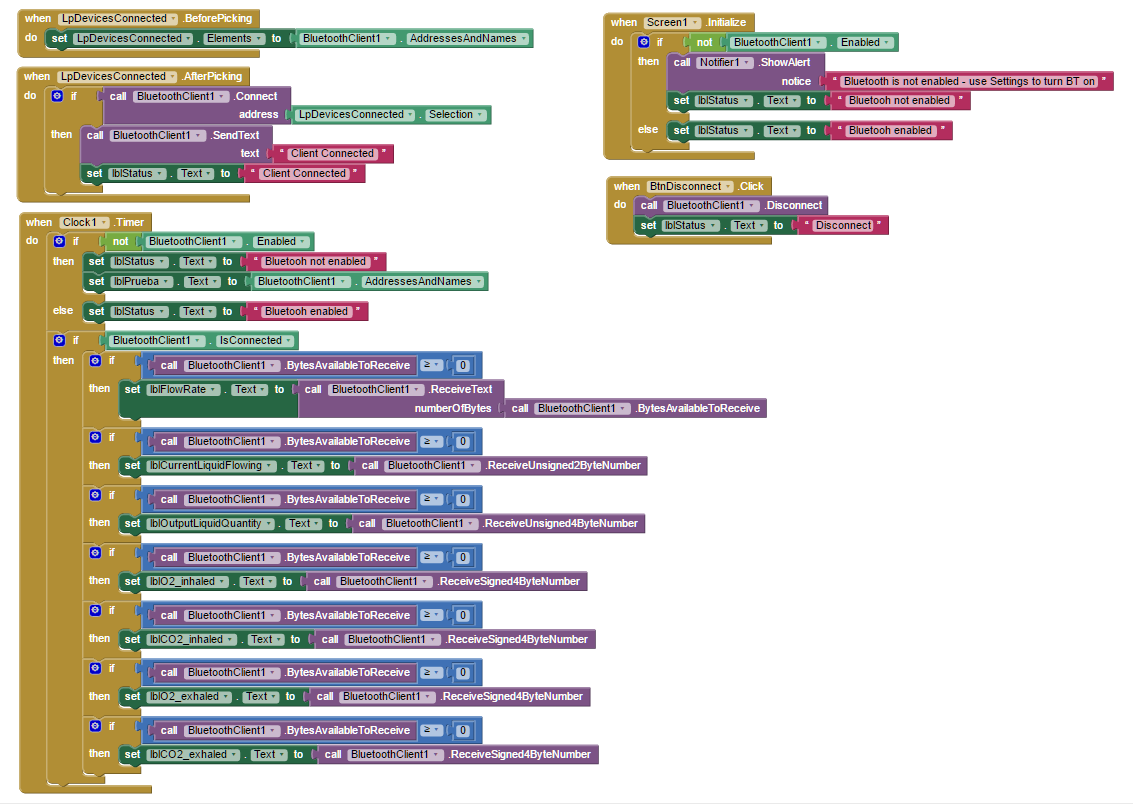 when LpDevicesConnected .BeforePicking
do set LpDevicesConnected . Elements to BluetoothClient1 . AddressesAndNames
when LpDevicesConnected .AfterPicking
do if call BluetoothClient1 .Connect
address LpDevicesConnected . Selection
then call BluetoothClient1 .SendText
text " Client Connected "
set lblStatus . Text to " Client Connected "
when Clock1 .Timer
do if not BluetoothClient1 . Enabled
then set lblStatus . Text to " Bluetooh not enabled "
set lblPrueba . Text to BluetoothClient1 . AddressesAndNames
else set lblStatus . Text to " Bluetooh enabled "
if BluetoothClient1 . IsConnected
then if call BluetoothClient1 .BytesAvailableToReceive ≥ 0
then set lblFlowRate . Text to call BluetoothClient1 .ReceiveText
numberOfBytes call BluetoothClient1 .BytesAvailableToReceive
if call BluetoothClient1 .BytesAvailableToReceive ≥ 0
then set lblCurrentLiquidFlowing . Text to call BluetoothClient1 .ReceiveUnsigned2ByteNumber
if call BluetoothClient1 .BytesAvailableToReceive ≥ 0
then set lblOutputLiquidQuantity . Text to call BluetoothClient1 .ReceiveUnsigned4ByteNumber
if call BluetoothClient1 .BytesAvailableToReceive ≥ 0
then set lblO2_inhaled . Text to call BluetoothClient1 .ReceiveSigned4ByteNumber
if call BluetoothClient1 .BytesAvailableToReceive ≥ 0
then set lblCO2_inhaled . Text to call BluetoothClient1 .ReceiveSigned4ByteNumber
if call BluetoothClient1 .BytesAvailableToReceive ≥ 0
then set lblO2_exhaled . Text to call BluetoothClient1 .ReceiveSigned4ByteNumber
if call BluetoothClient1 .BytesAvailableToReceive ≥ 0
then set lblCO2_exhaled . Text to call BluetoothClient1 .ReceiveSigned4ByteNumber
when Screen1 .Initialize
do if not BluetoothClient1 . Enabled
then call Notifier1 .ShowAlert
notice " Bluetooth is not enabled - use Settings to turn BT on "
set lblStatus . Text to " Bluetooh not enabled "
else set lblStatus . Text to " Bluetooh enabled "
when BtnDisconnect .Click
do call BluetoothClient1 .Disconnect
set lblStatus . Text to " Disconnect "